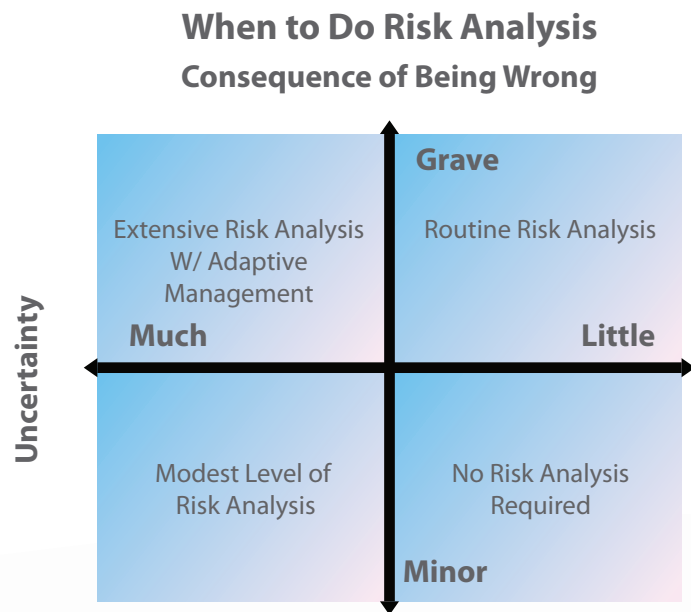 When to Do Risk Analysis
Consequence of Being Wrong
Grave
Extensive Risk Analysis
W/ Adaptive
Management
Routine Risk Analysis
Much
Little
Uncertainty
Modest Level of
Risk Analysis
No Risk Analysis
Required
Minor